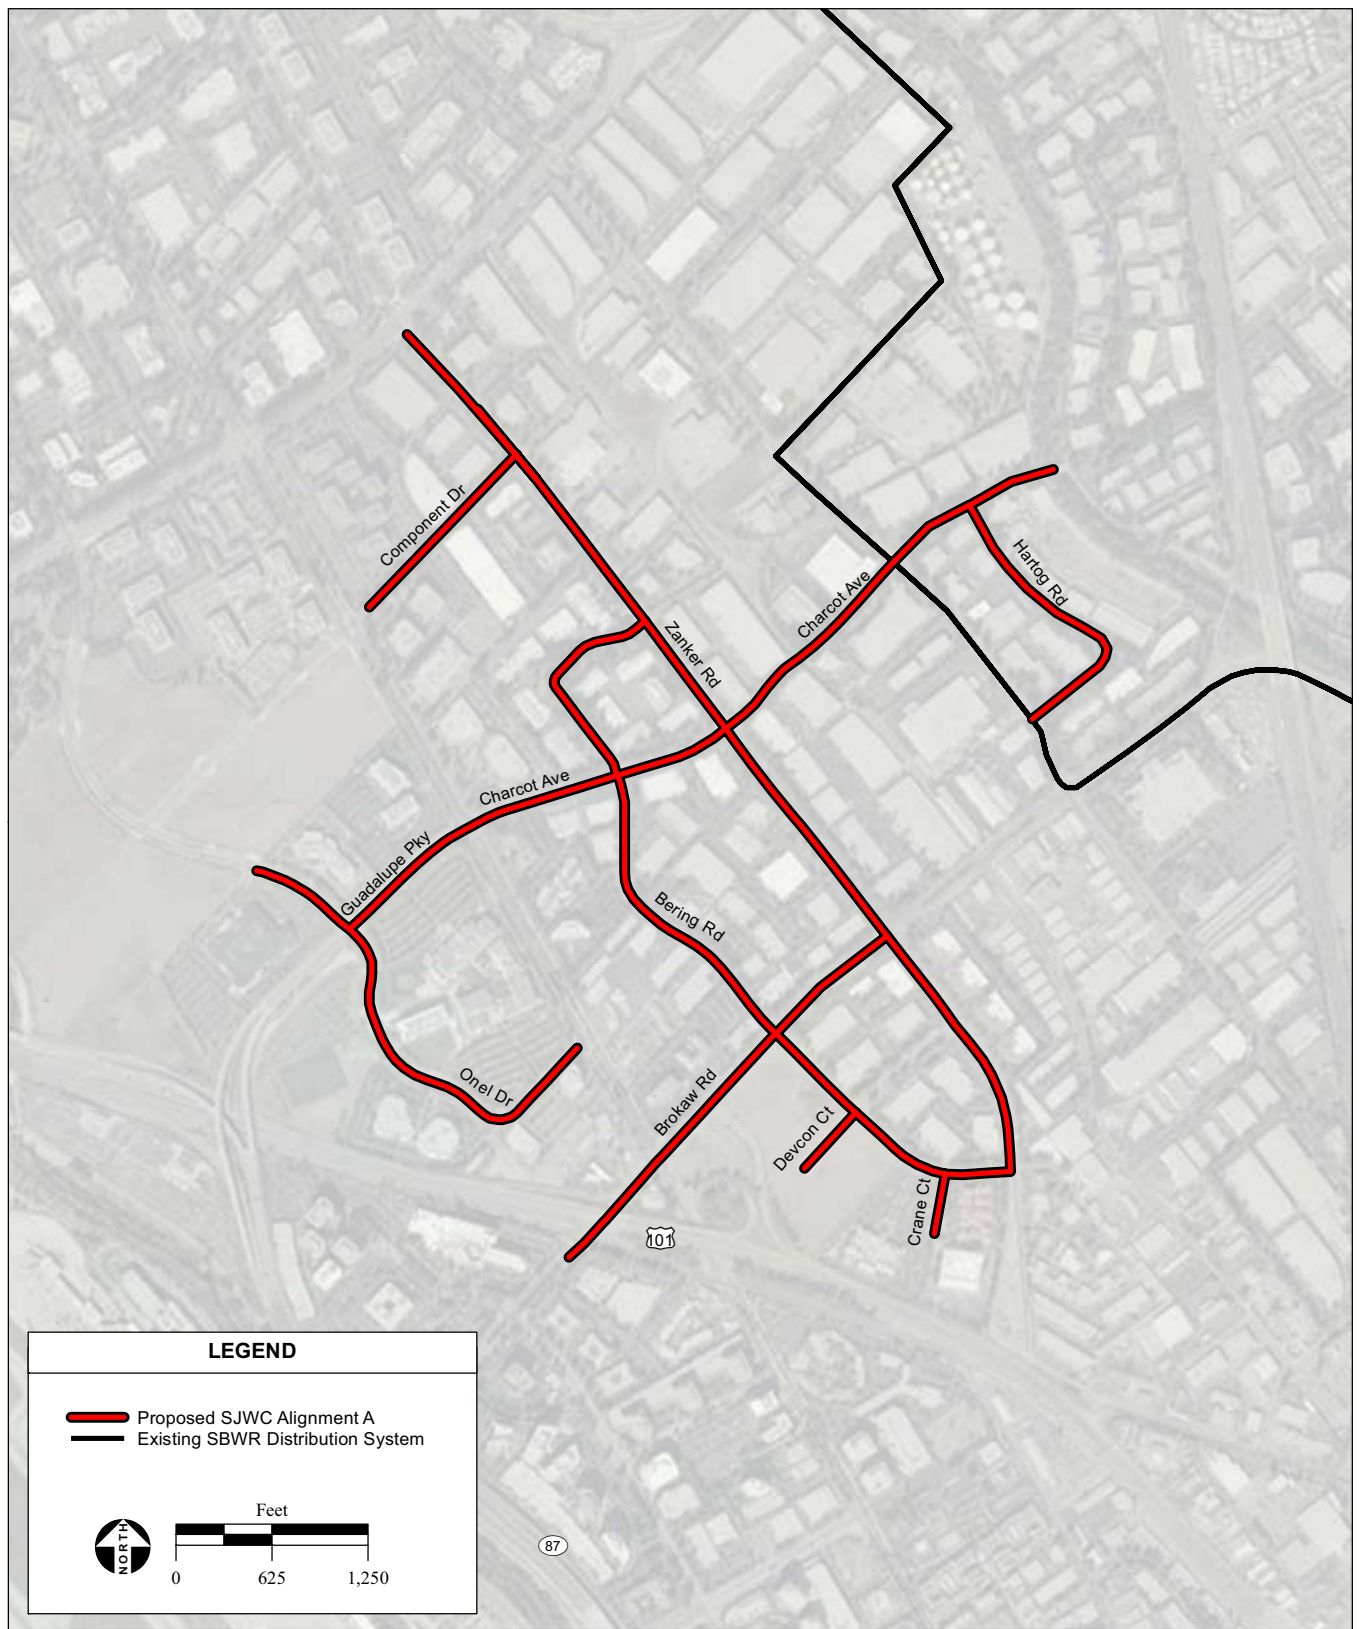 Component Dr
Hartog Rd
Charcot Ave
Zanker Rd
Charcot Ave
Guadalupe Pky
Bering Rd
Onel Dr
Brokaw Rd
Devcon Ct
Crane Ct
101
LEGEND
Proposed SJWC Alignment A
Existing SBWR Distribution System
Feet
NORTH
0 625 1,250
87